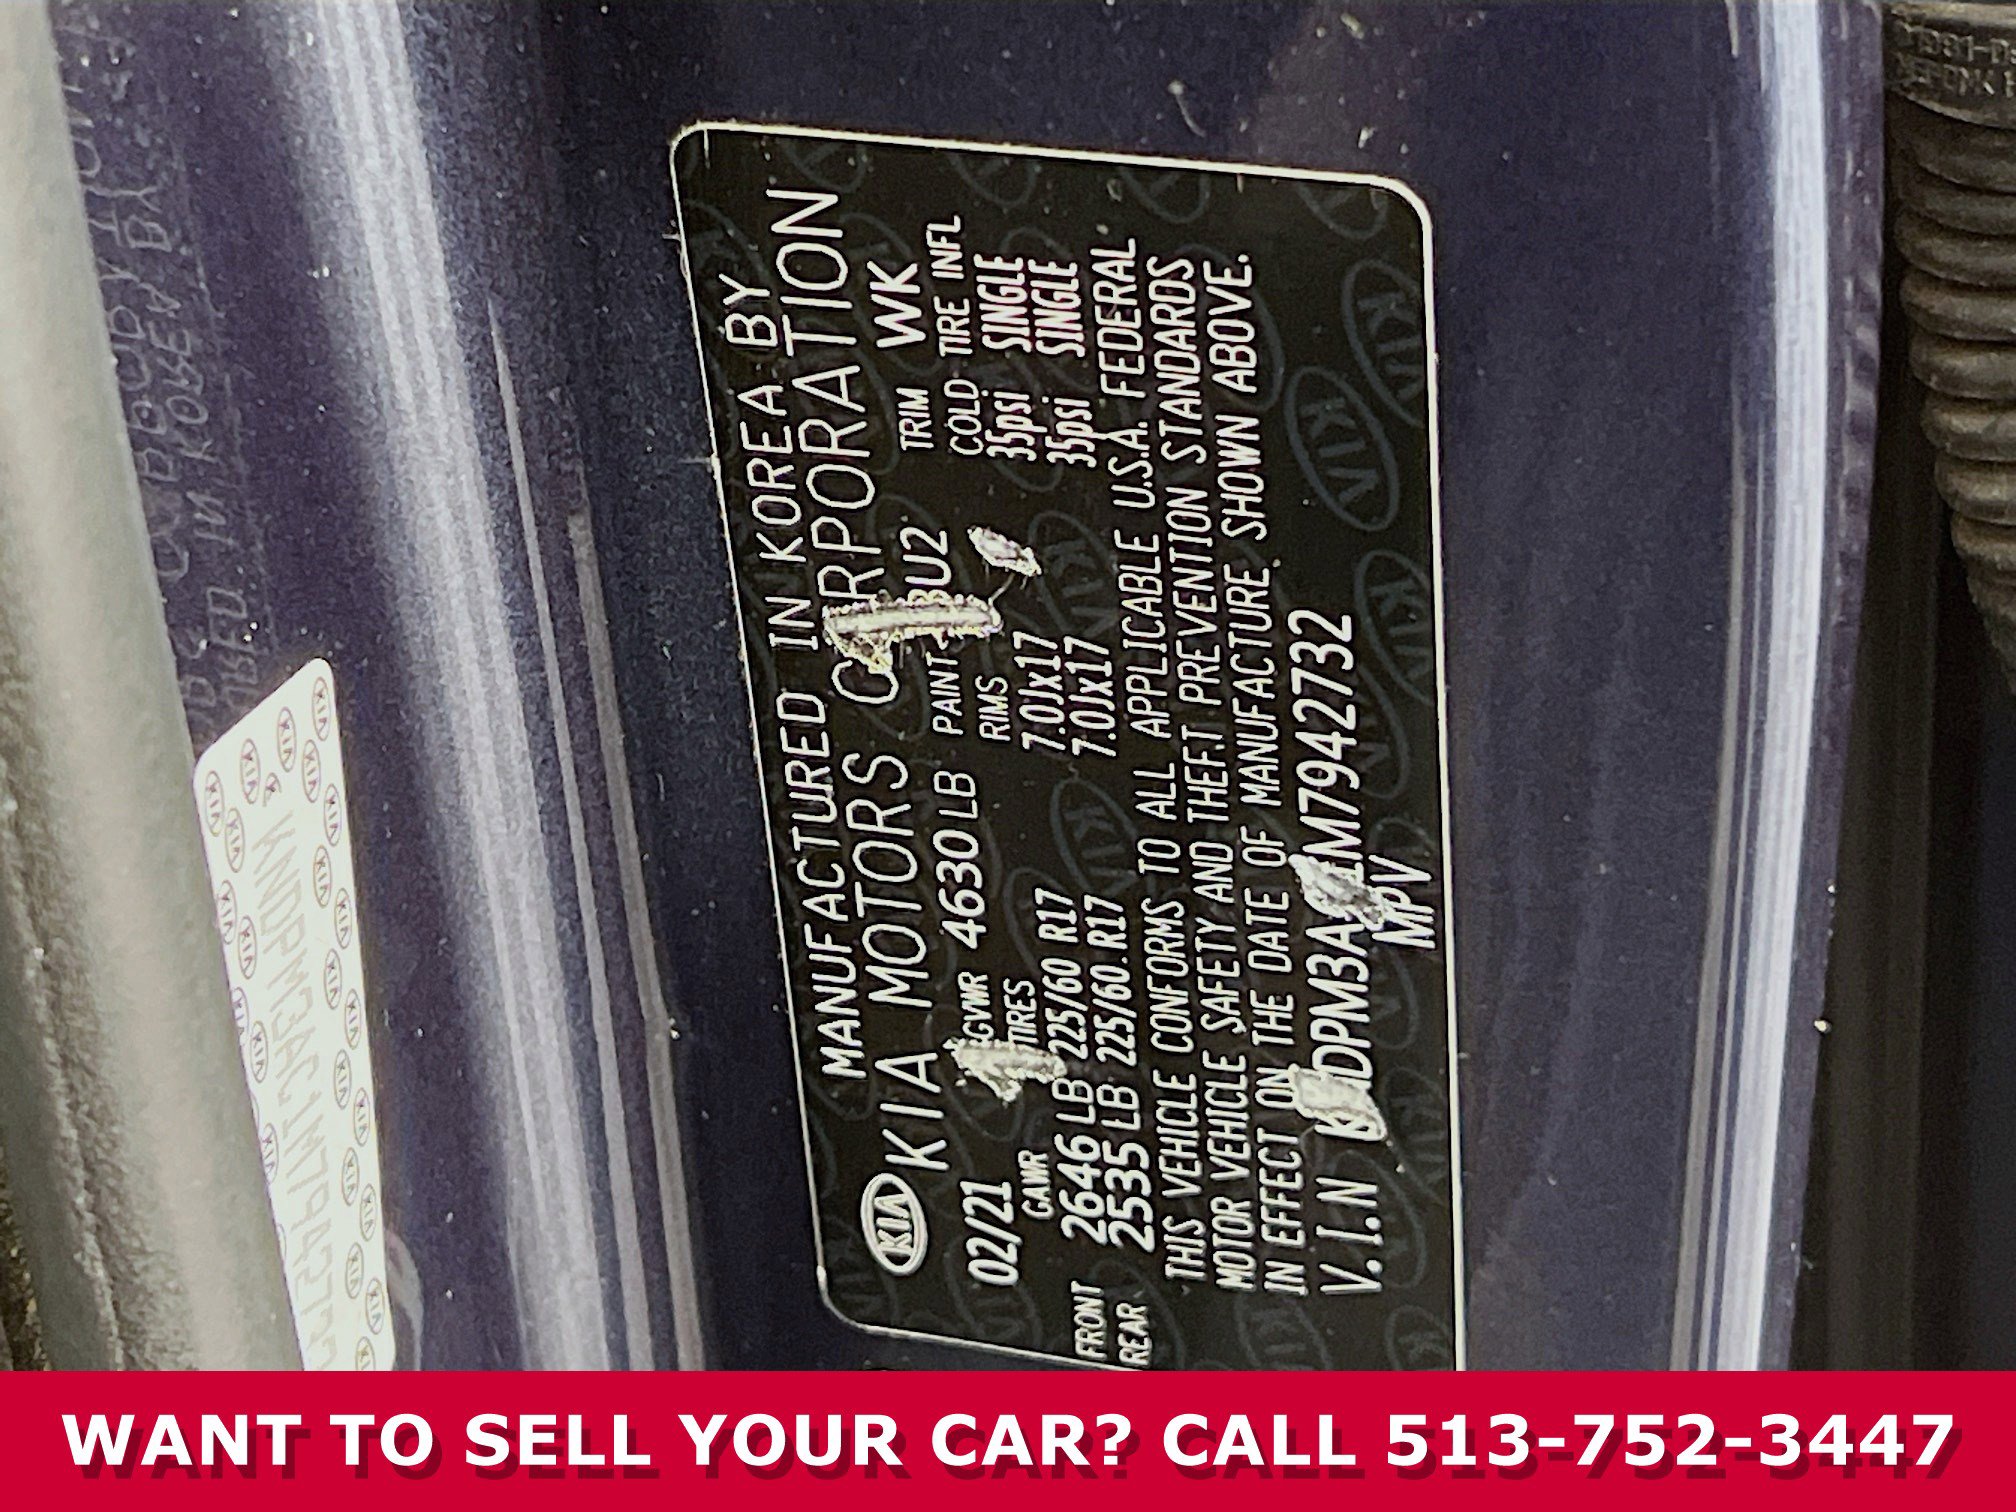 MANUFACTURED IN KOREA BY
KIA KIA MOTORS CORPORATION
02/21 GVWR 4630 LB PAINT BU2 TRIM WK
GAWR TIRES RIMS COLD TIRE INFL
FRONT 2646 LB 225/60 R17 7.0Jx17 35psi SINGLE
REAR 2535 LB 225/60.R17 7.0Jx17 35psi SINGLE
THIS VEHICLE CONFORMS TO ALL APPLICABLE U.S.A. FEDERAL
MOTOR VEHICLE SAFETY AND THEFT PREVENTION STANDARDS
IN EFFECT ON THE DATE OF MANUFACTURE SHOWN ABOVE.
V.I.N KNDPM3AC1M7942732
MPV
KNDPM3AC1M7942732
WANT TO SELL YOUR CAR? CALL 513-752-3447